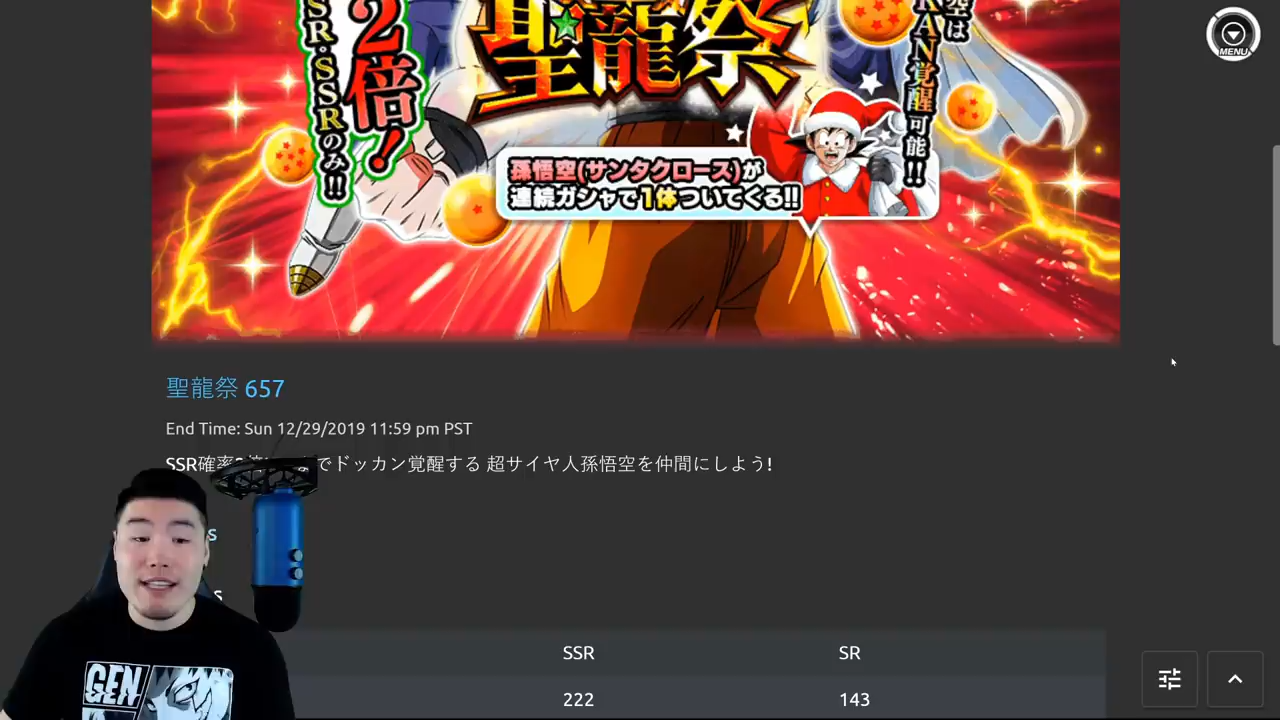 SR・SSRのみ!!
2倍!
聖龍祭
覚醒可能!!
MENU
孫悟空(サンタクロース)が
連続ガシャで1体ついてくる!!
聖龍祭 657
End Time: Sun 12/29/2019 11:59 pm PST
SSR確率 までドッカン覚醒する 超サイヤ人孫悟空を仲間にしよう!
SSR SR
222 143
GEN